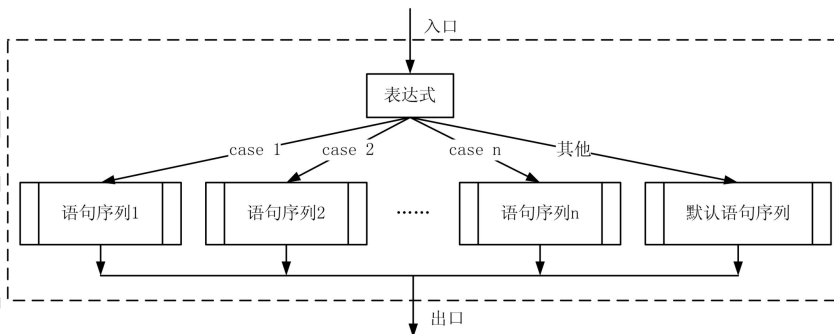 入口
表达式
case 1
case 2
case n
其他
语句序列1
语句序列2
……
语句序列n
默认语句序列
出口